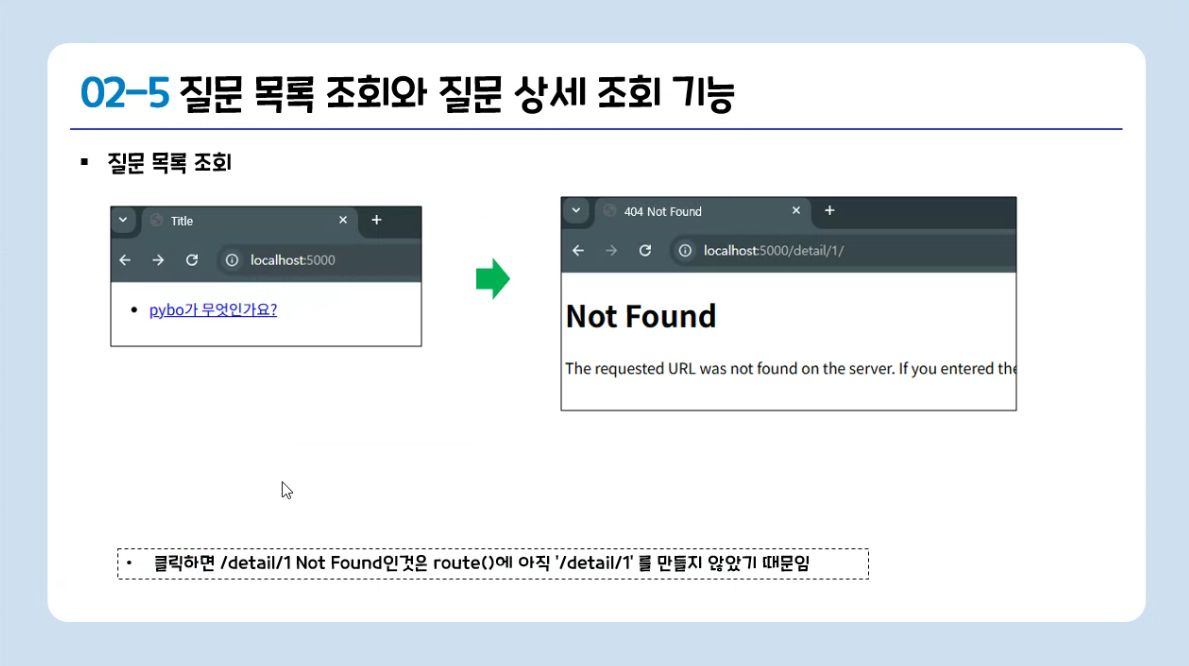 02-5 질문 목록 조회와 질문 상세 조회 기능
▪ 질문 목록 조회
Title
localhost:5000
• pybo가 무엇인가요?
404 Not Found
localhost:5000/detail/1/
Not Found
The requested URL was not found on the server. If you entered the
• 클릭하면 /detail/1 Not Found인것은 route()에 아직 '/detail/1' 를 만들지 않았기 때문임